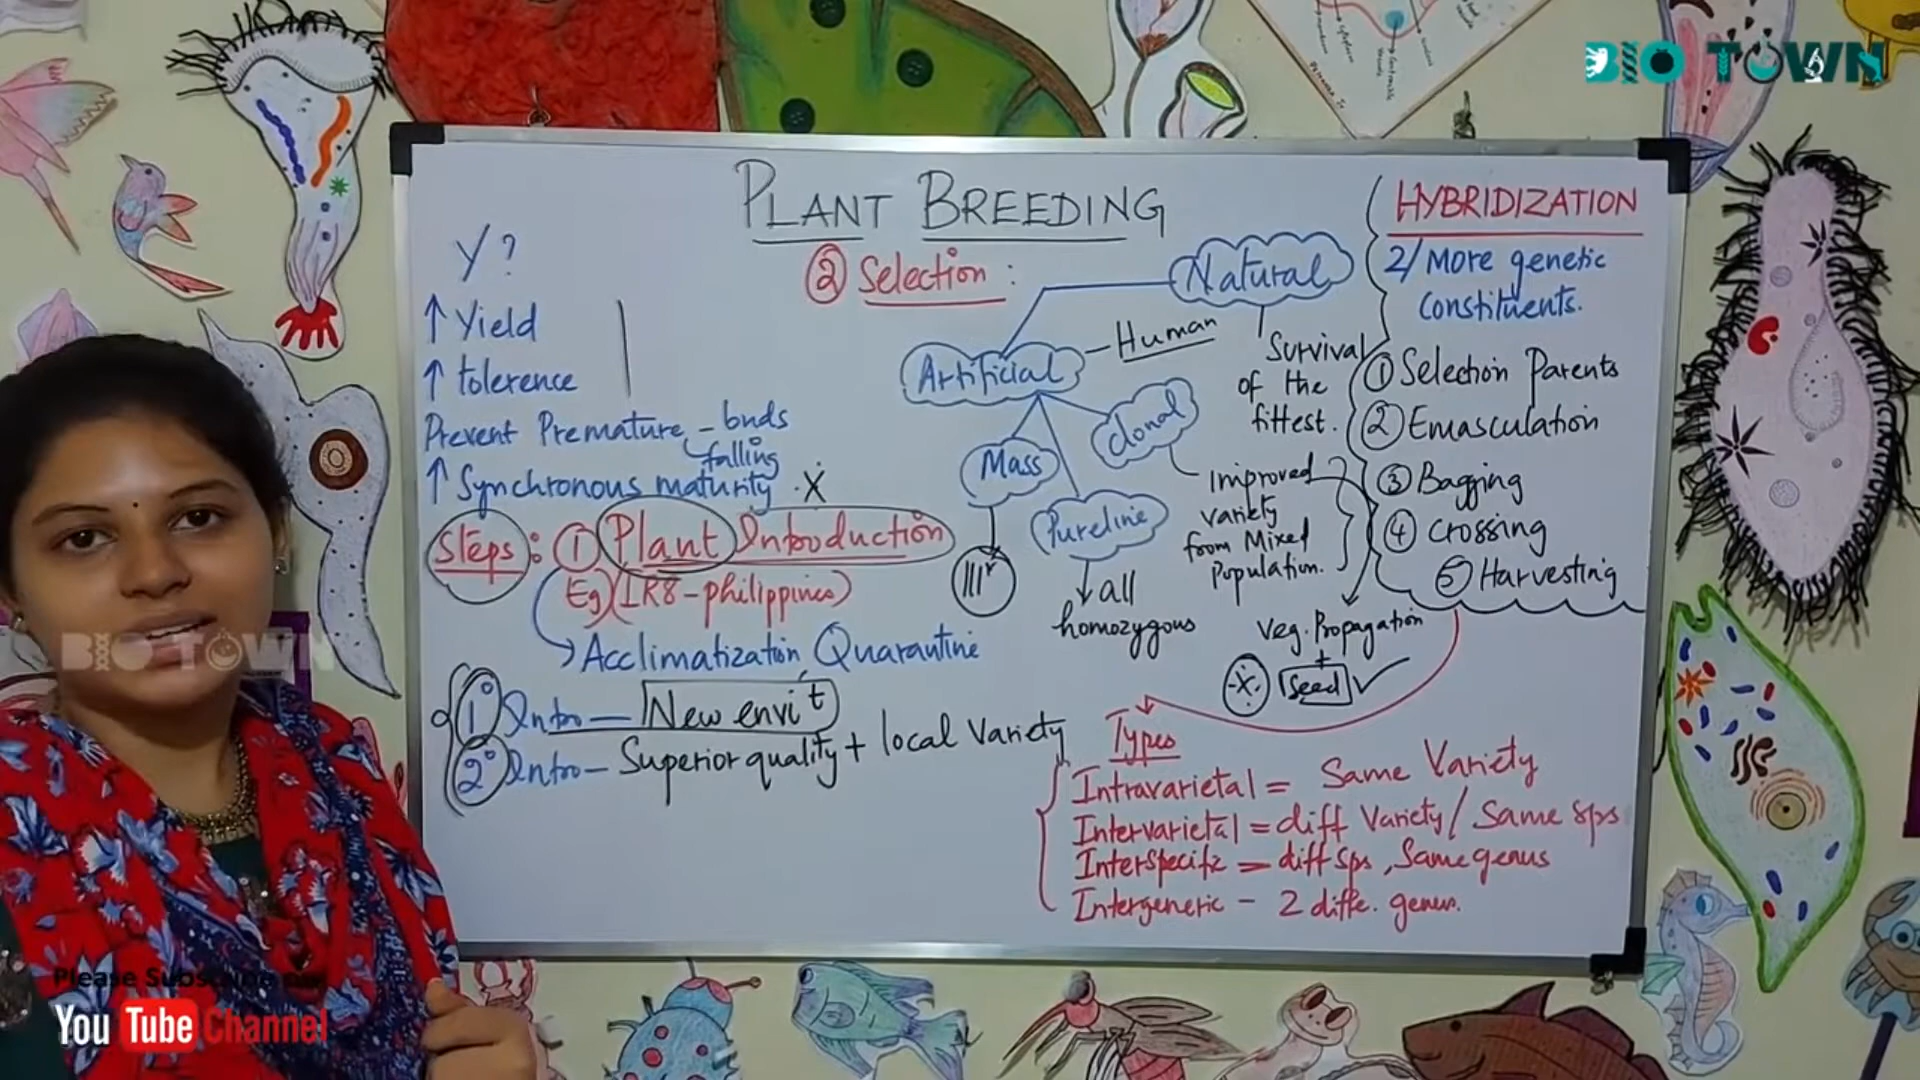 BIO TOWN
PLANT BREEDING
Y?
↑ Yield
↑ tolerence
Prevent Premature - buds
falling
↑ Synchronous maturity X
Steps: ① Plant Introduction
Eg) (IR8 - philippines)
Acclimatization, Quarantine
1° Intro - New envi t
2° Intro - Superior quality + local Variety
② Selection :
Natural
Survival
of the
fittest.
Artificial - Human
Mass
Pureline
all
homozygous
clonal
Improved
variety
from Mixed
Population.
Veg. Propagation
+
X Seed ✓
HYBRIDIZATION
2/More genetic
constituents.
① Selection Parents
② Emasculation
③ Bagging
④ Crossing
⑤ Harvesting
Types
Intravarietal = Same Variety
Intervarietal = diff Variety / Same sps
Interspecific = diff sps, Same genus
Intergeneric - 2 diffe. genus.
BIO TOWN
Please Subscribe
YouTube Channel